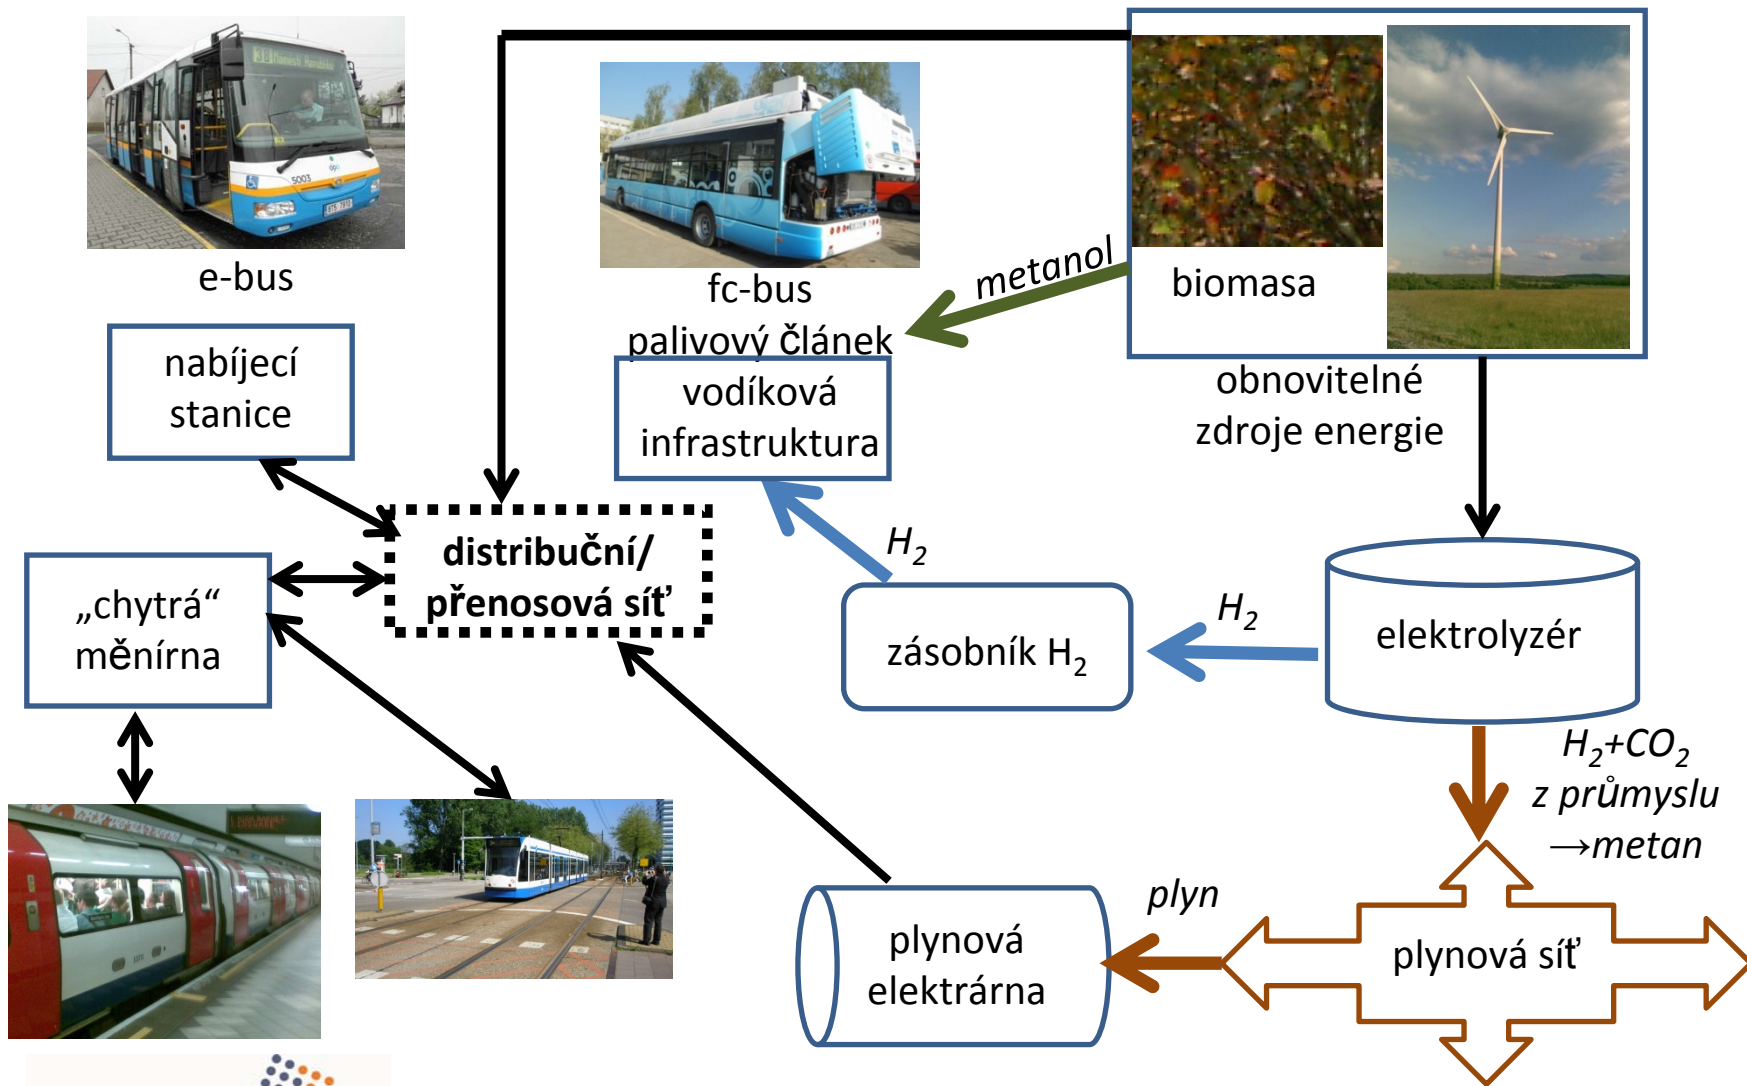 e-bus
nabíjecí
stanice
fc-bus
palivový článek
vodíková
infrastruktura
metanol
biomasa
obnovitelné
zdroje energie
distribuční/
přenosová síť
„chytrá“
měnírna
H2
zásobník H2
H2
elektrolyzér
H2+CO2
z průmyslu
→metan
plyn
plynová
elektrárna
plynová síť
5003